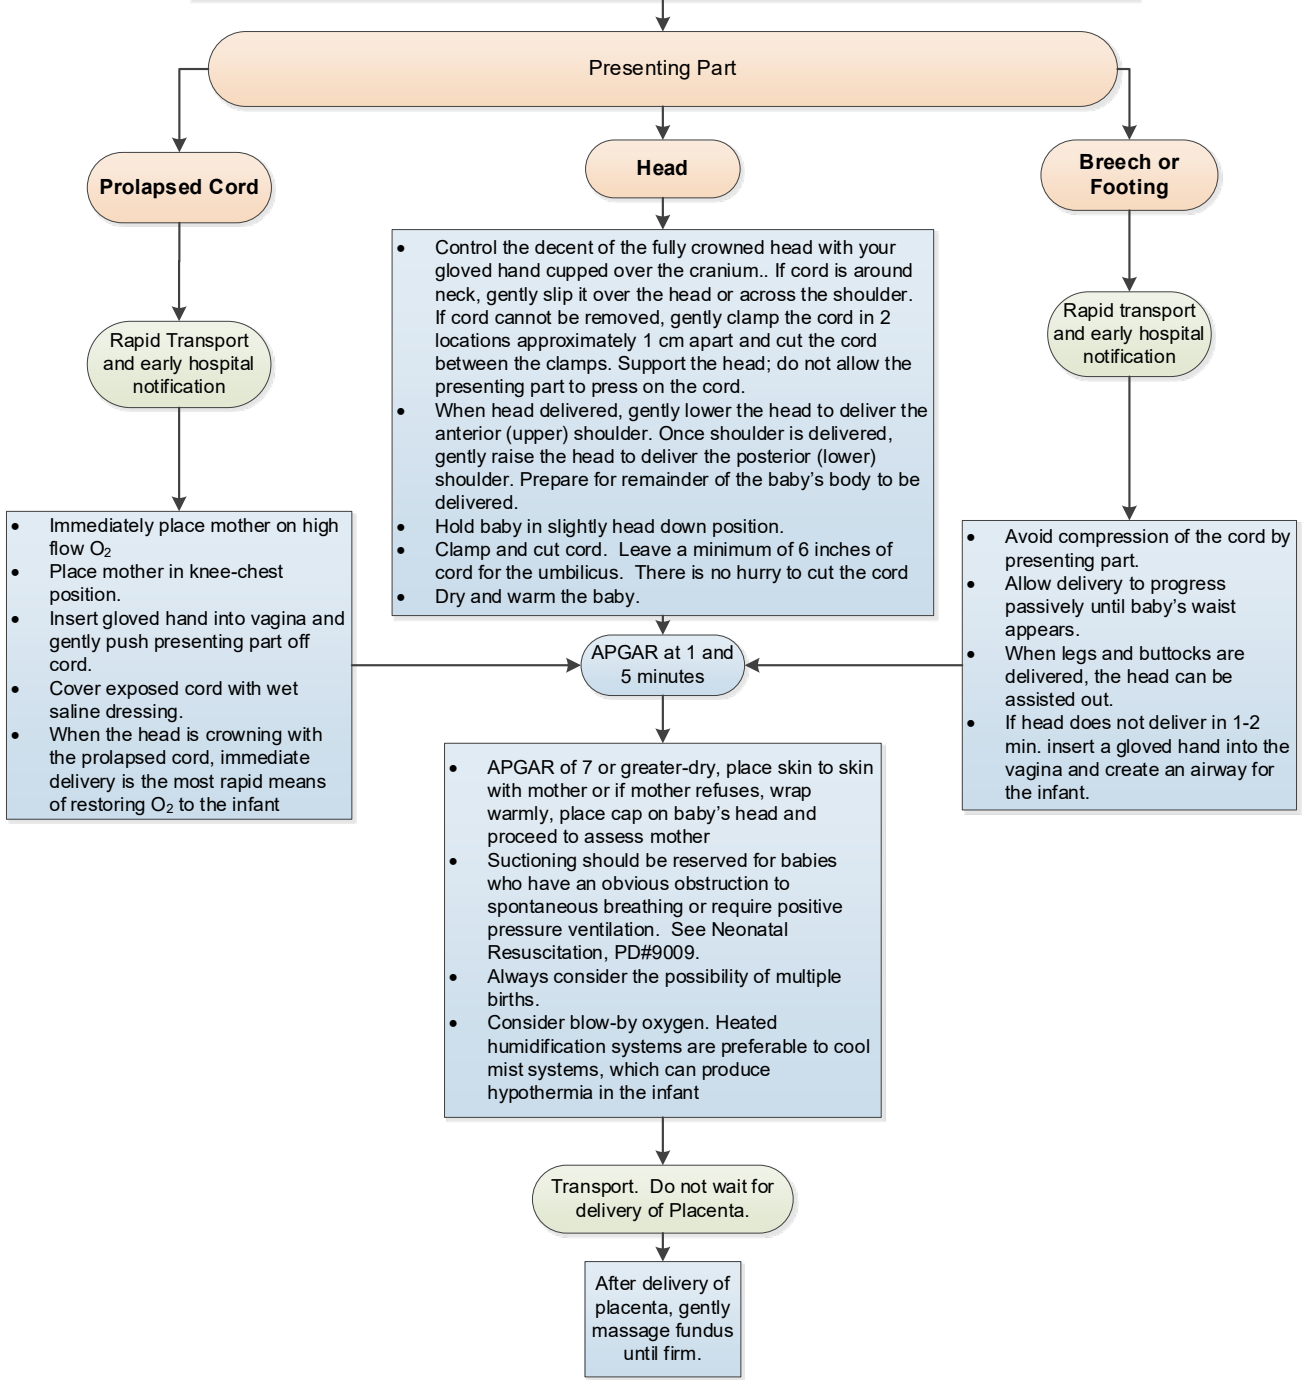 Presenting Part
Prolapsed Cord
Head
Breech or
Footing
Rapid Transport
and early hospital
notification
Rapid transport
and early hospital
notification
• Control the decent of the fully crowned head with your
gloved hand cupped over the cranium.. If cord is around
neck, gently slip it over the head or across the shoulder.
If cord cannot be removed, gently clamp the cord in 2
locations approximately 1 cm apart and cut the cord
between the clamps. Support the head; do not allow the
presenting part to press on the cord.
• When head delivered, gently lower the head to deliver the
anterior (upper) shoulder. Once shoulder is delivered,
gently raise the head to deliver the posterior (lower)
shoulder. Prepare for remainder of the baby’s body to be
delivered.
• Hold baby in slightly head down position.
• Clamp and cut cord.  Leave a minimum of 6 inches of
cord for the umbilicus.  There is no hurry to cut the cord
• Dry and warm the baby.
• Immediately place mother on high
flow O₂
• Place mother in knee-chest
position.
• Insert gloved hand into vagina and
gently push presenting part off
cord.
• Cover exposed cord with wet
saline dressing.
• When the head is crowning with
the prolapsed cord, immediate
delivery is the most rapid means
of restoring O₂ to the infant
• Avoid compression of the cord by
presenting part.
• Allow delivery to progress
passively until baby’s waist
appears.
• When legs and buttocks are
delivered, the head can be
assisted out.
• If head does not deliver in 1-2
min. insert a gloved hand into the
vagina and create an airway for
the infant.
APGAR at 1 and
5 minutes
• APGAR of 7 or greater-dry, place skin to skin
with mother or if mother refuses, wrap
warmly, place cap on baby’s head and
proceed to assess mother
• Suctioning should be reserved for babies
who have an obvious obstruction to
spontaneous breathing or require positive
pressure ventilation.  See Neonatal
Resuscitation, PD#9009.
• Always consider the possibility of multiple
births.
• Consider blow-by oxygen. Heated
humidification systems are preferable to cool
mist systems, which can produce
hypothermia in the infant
Transport.  Do not wait for
delivery of Placenta.
After delivery of
placenta, gently
massage fundus
until firm.